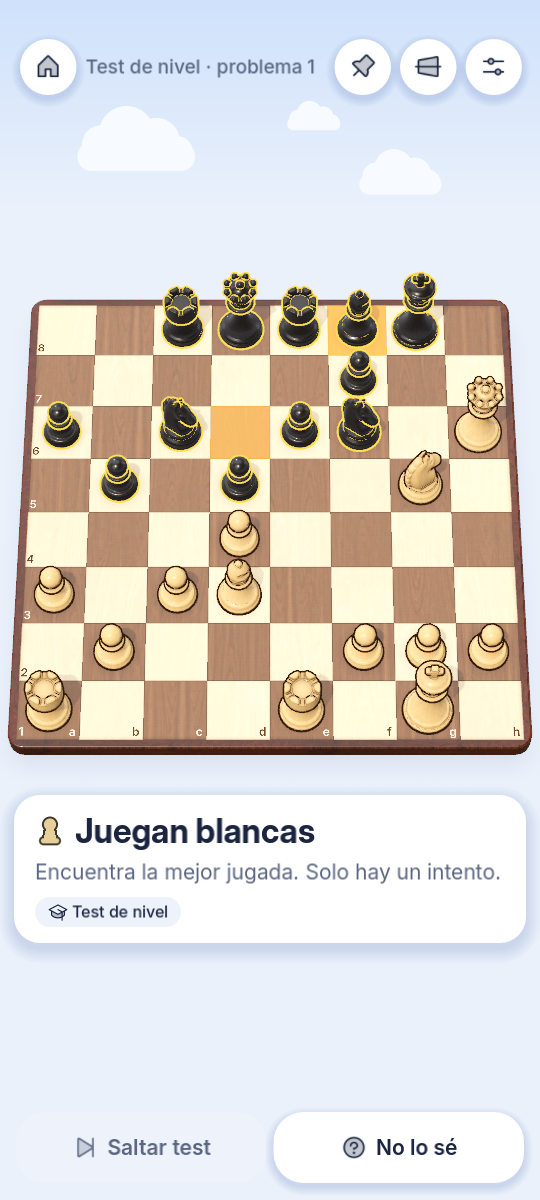 Test de nivel · problema 1
8
7
6
5
4
3
2
1 a b c d e f g h
Juegan blancas
Encuentra la mejor jugada. Solo hay un intento.
Test de nivel
Saltar test
No lo sé